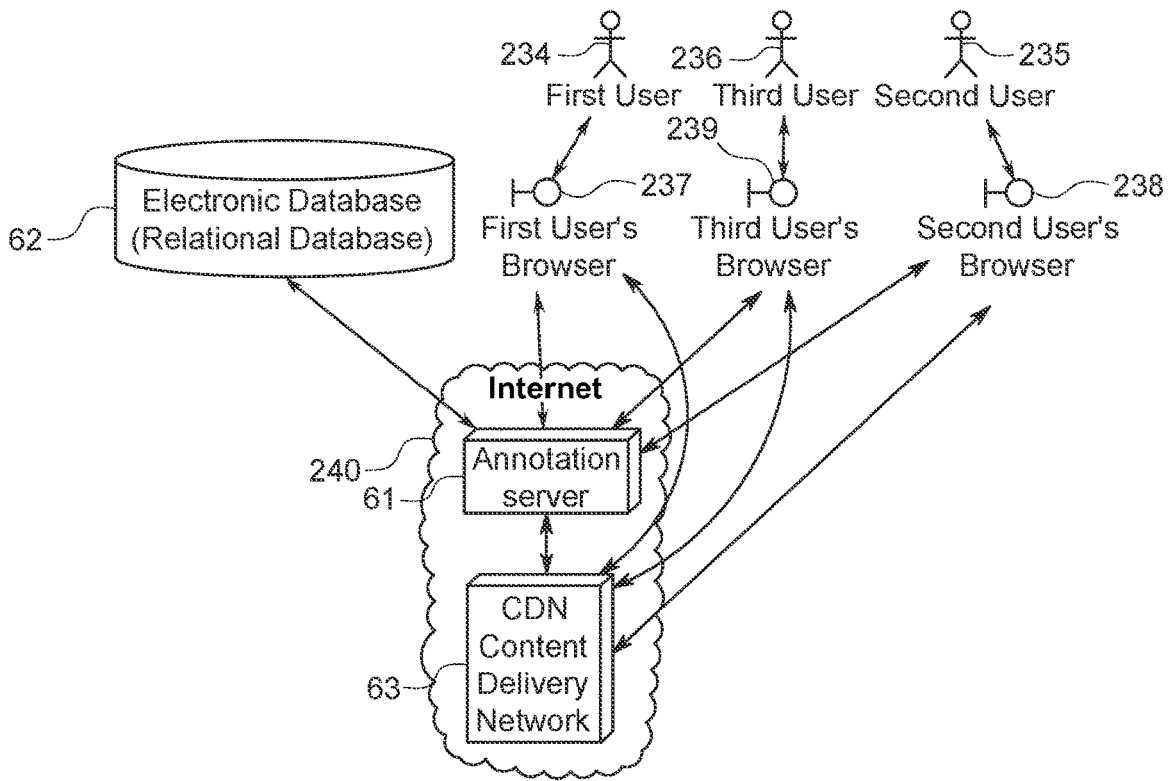 234
236
235
First User
Third User
Second User
239
237
238
Electronic Database
(Relational Database)
62
First User's
Browser
Third User's
Browser
Second User's
Browser
Internet
240
Annotation
server
61
CDN
Content
Delivery
Network
63